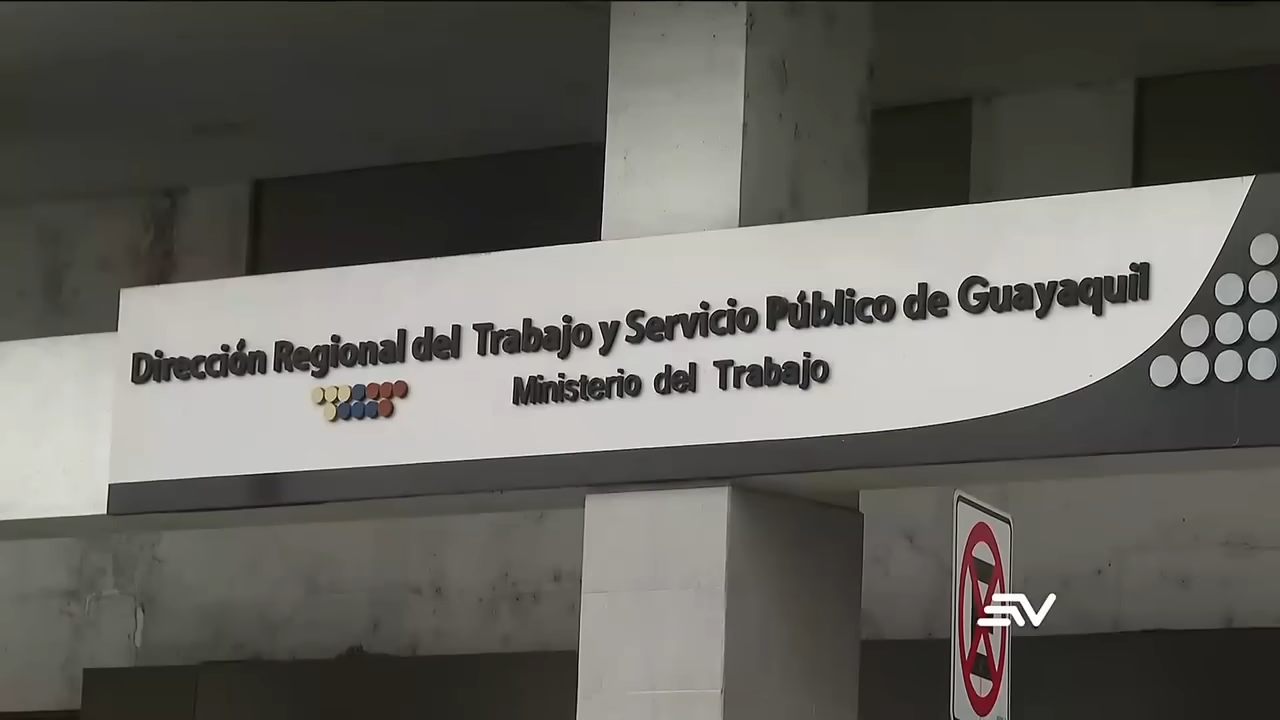 Dirección Regional del Trabajo y Servicio Público de Guayaquil
Ministerio del Trabajo